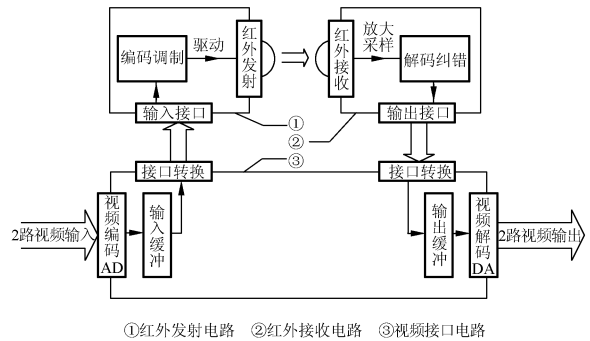 编码调制
驱动
红外发射
红外接收
放大
采样
解码纠错
输入接口
输出接口
①
②
③
接口转换
接口转换
2路视频输入
视频编码AD
输入缓冲
输出缓冲
视频解码DA
2路视频输出
①红外发射电路 ②红外接收电路 ③视频接口电路